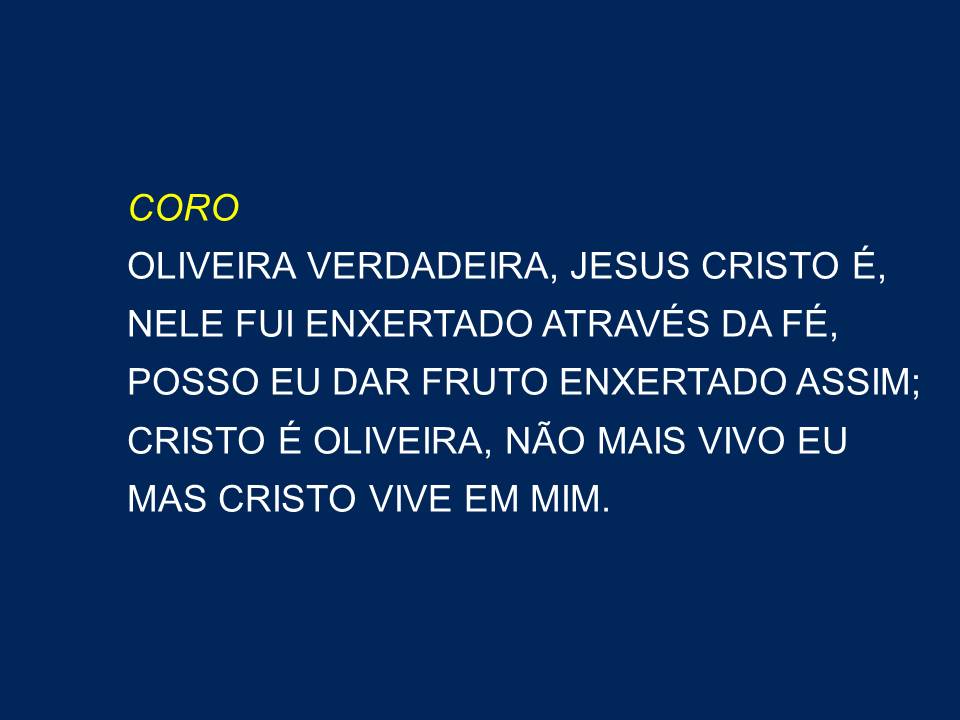 CORO
OLIVEIRA VERDADEIRA, JESUS CRISTO É,
NELE FUI ENXERTADO ATRAVÉS DA FÉ,
POSSO EU DAR FRUTO ENXERTADO ASSIM;
CRISTO É OLIVEIRA, NÃO MAIS VIVO EU
MAS CRISTO VIVE EM MIM.